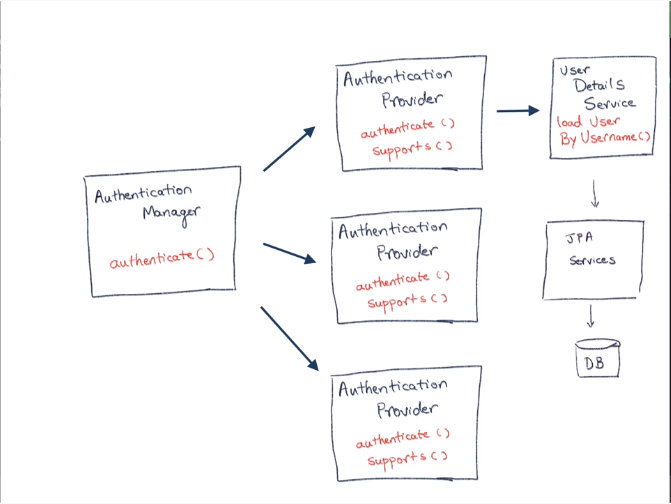 Authentication
Manager
authenticate()
Authentication
Provider
authenticate()
supports()
Authentication
Provider
authenticate()
supports()
Authentication
Provider
authenticate()
supports()
User
Details
Service
load User
By Username()
JPA
Services
DB